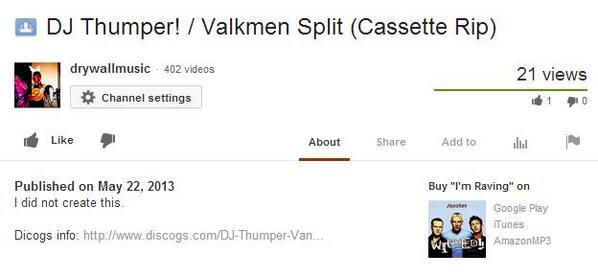 DJ Thumper! / Valkmen Split (Cassette Rip)
drywallmusic · 402 videos
Channel settings
21 views
1 0
Like
About Share Add to
Published on May 22, 2013
I did not create this.
Dicogs info: http://www.discogs.com/DJ-Thumper-Van...
Buy "I'm Raving" on
Google Play
iTunes
AmazonMP3
scooter
WICKED!